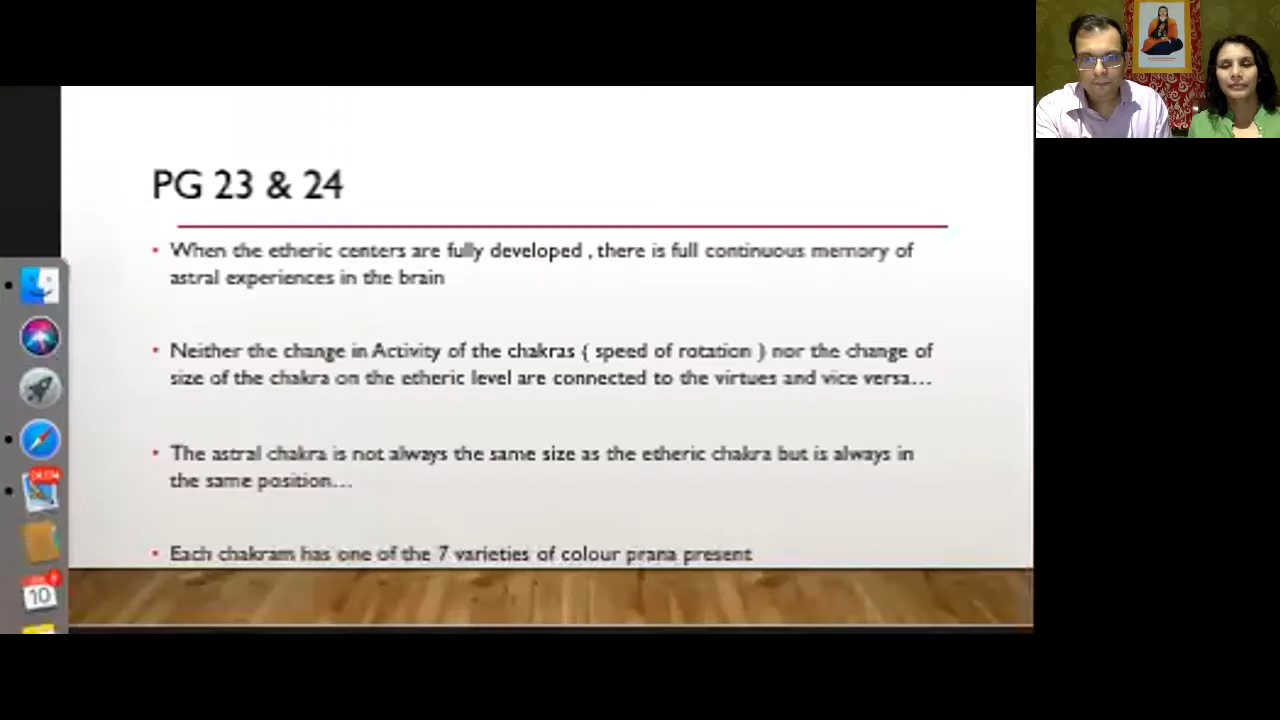 PG 23 & 24
• When the etheric centers are fully developed , there is full continuous memory of
astral experiences in the brain
• Neither the change in Activity of the chakras ( speed of rotation ) nor the change of
size of the chakra on the etheric level are connected to the virtues and vice versa...
• The astral chakra is not always the same size as the etheric chakra but is always in
the same position...
• Each chakram has one of the 7 varieties of colour prana present
10